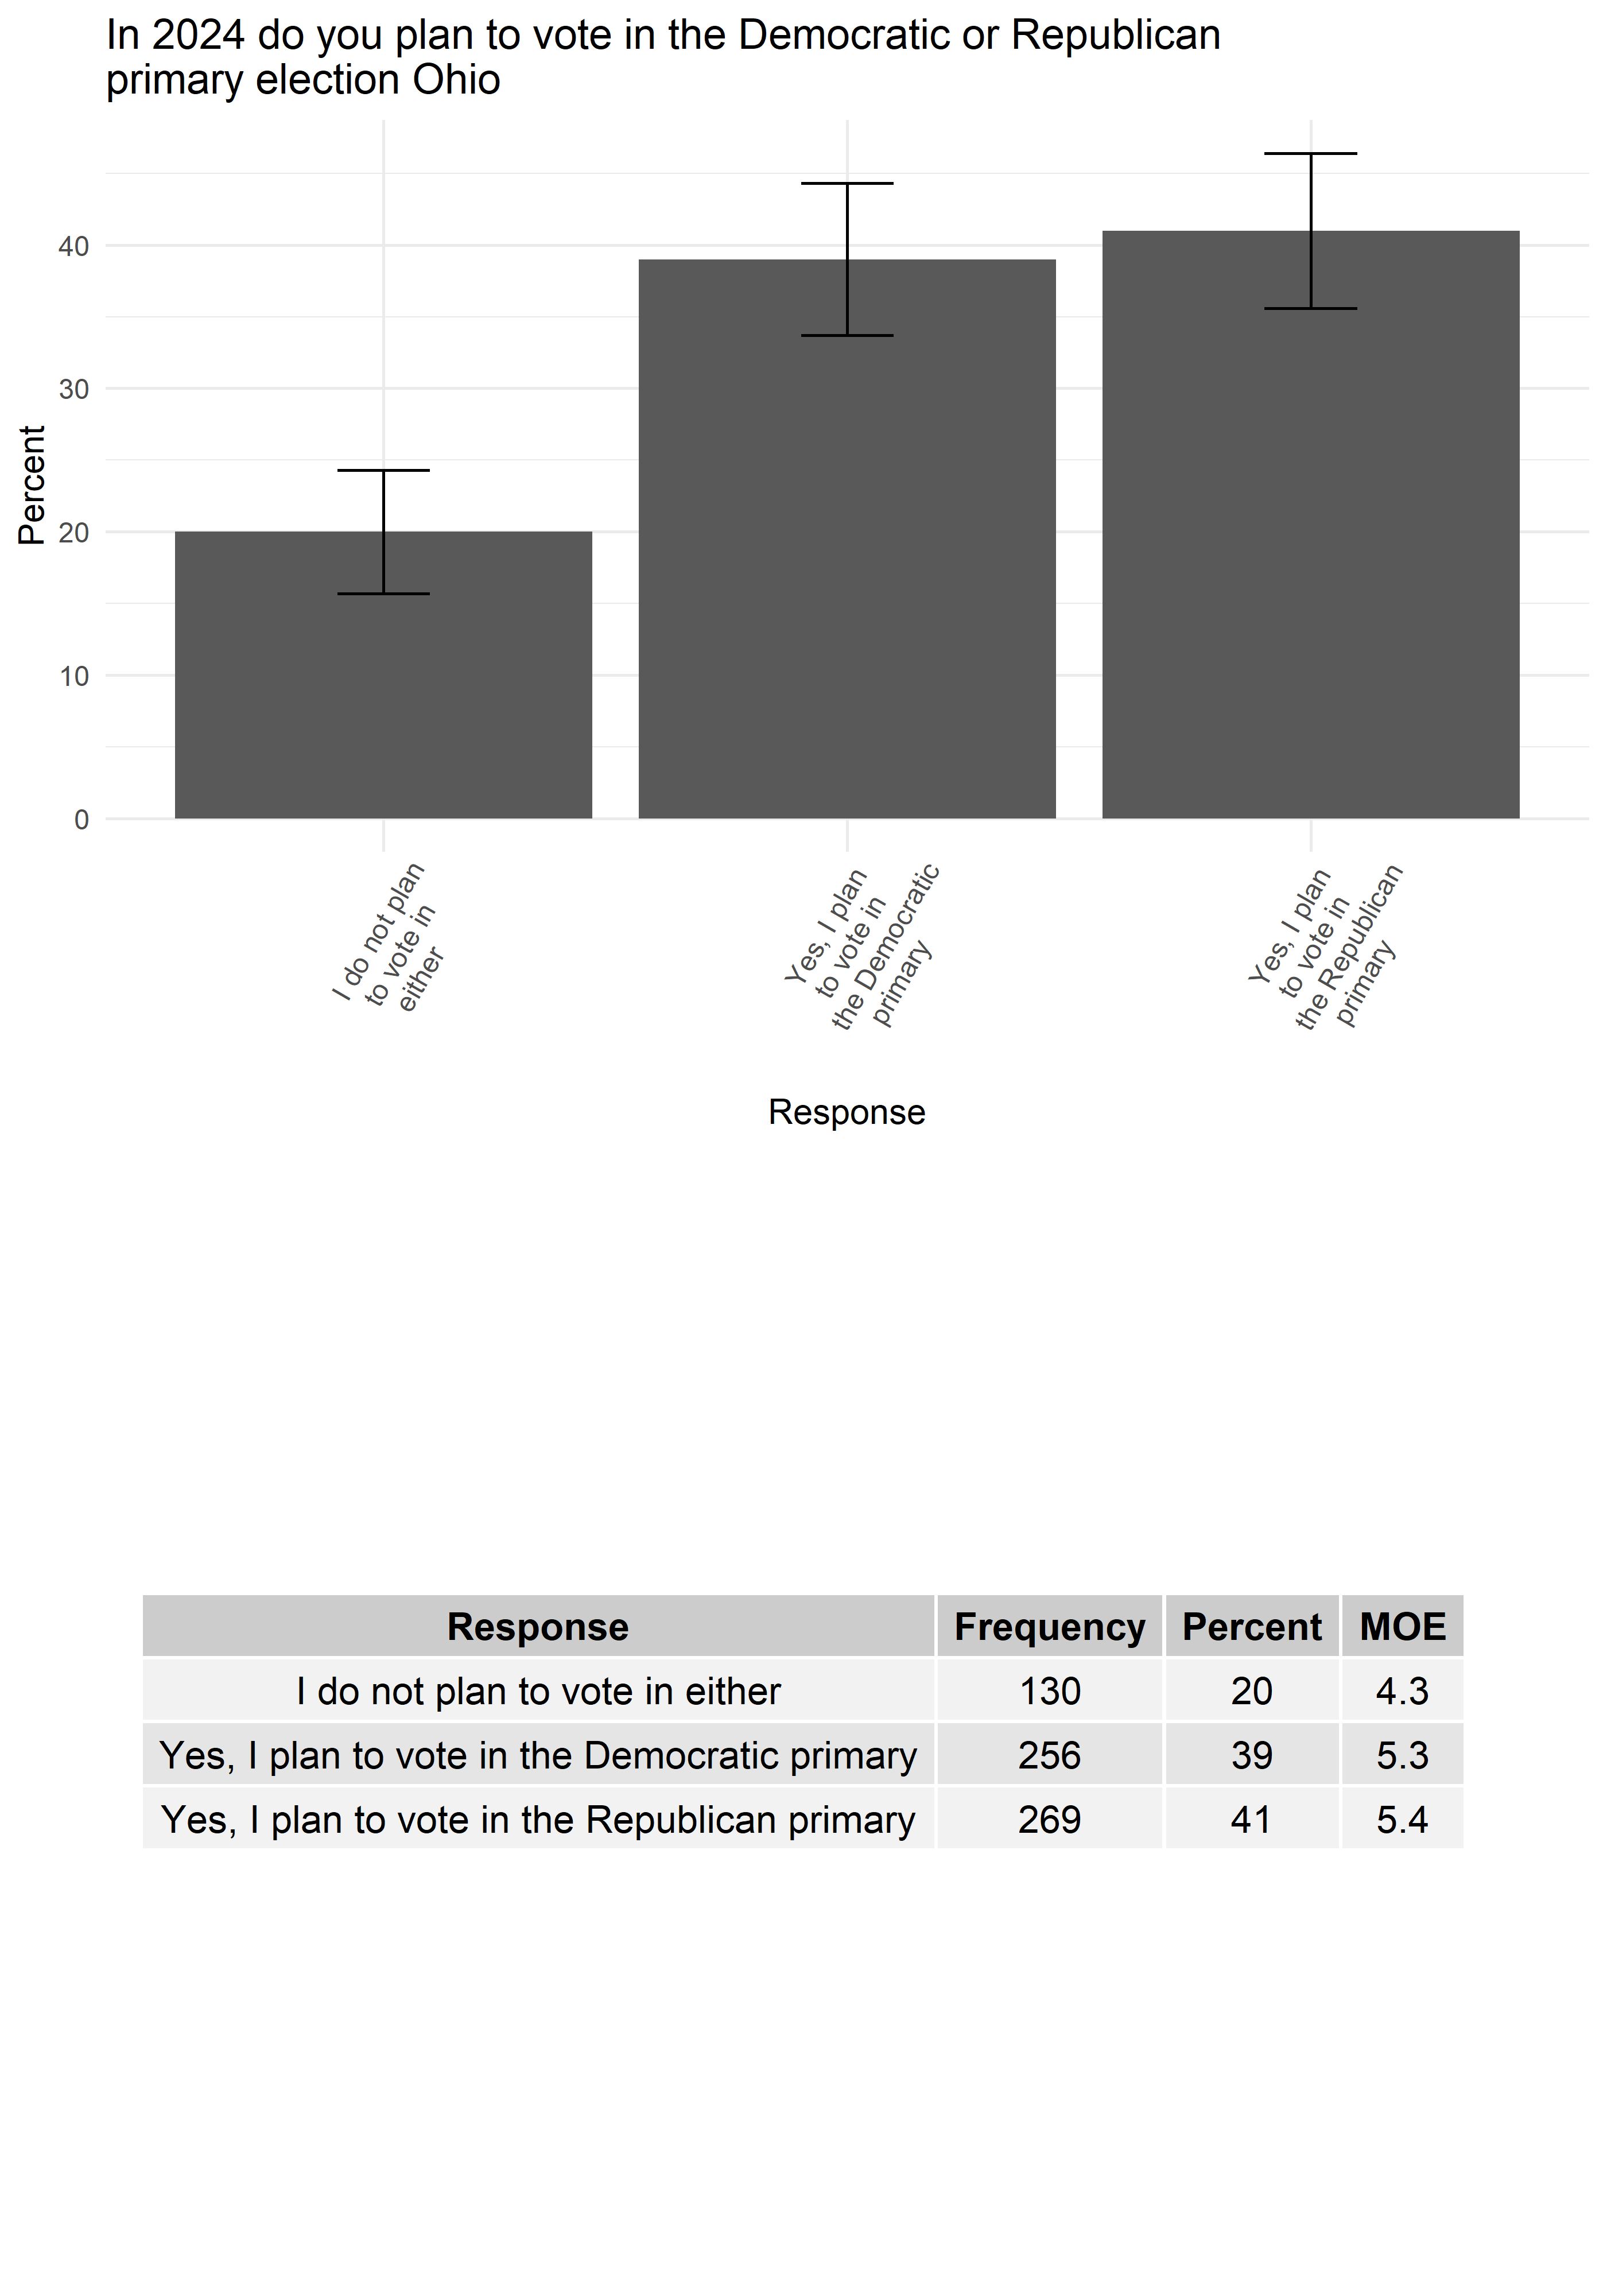 In 2024 do you plan to vote in the Democratic or Republican
primary election Ohio
Percent
40
30
20
10
0
I do not plan
to vote in
either
Yes, I plan
to vote in
the Democratic
primary
Yes, I plan
to vote in
the Republican
primary
Response
Response Frequency Percent MOE
I do not plan to vote in either 130 20 4.3
Yes, I plan to vote in the Democratic primary 256 39 5.3
Yes, I plan to vote in the Republican primary 269 41 5.4